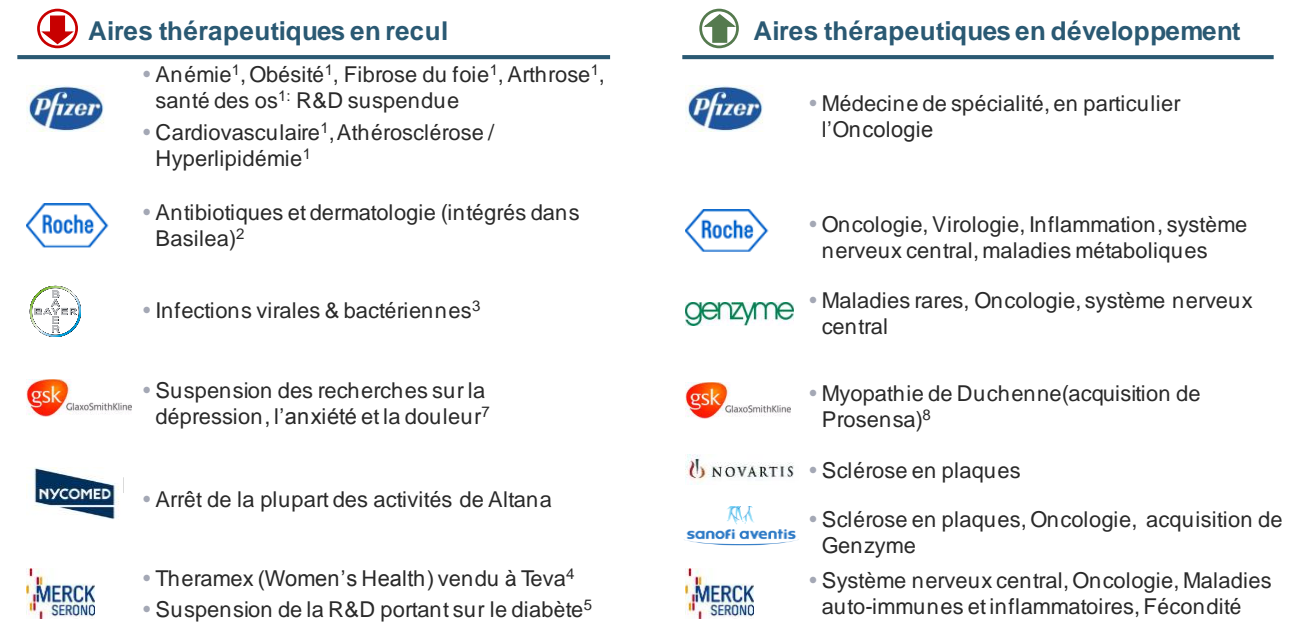 Aires thérapeutiques en recul
Pfizer
• Anémie¹, Obésité¹, Fibrose du foie¹, Arthrose¹,
santé des os¹: R&D suspendue
• Cardiovasculaire¹, Athérosclérose /
Hyperlipidémie¹
Roche
• Antibiotiques et dermatologie (intégrés dans
Basilea)²
BAYER
BAYER
• Infections virales & bactériennes³
gsk
GlaxoSmithKline
• Suspension des recherches sur la
dépression, l'anxiété et la douleur⁷
NYCOMED
• Arrêt de la plupart des activités de Altana
MERCK
SERONO
• Theramex (Women's Health) vendu à Teva⁴
• Suspension de la R&D portant sur le diabète⁵
Aires thérapeutiques en développement
Pfizer
• Médecine de spécialité, en particulier
l'Oncologie
Roche
• Oncologie, Virologie, Inflammation, système
nerveux central, maladies métaboliques
genzyme
• Maladies rares, Oncologie, système nerveux
central
gsk
GlaxoSmithKline
• Myopathie de Duchenne(acquisition de
Prosensa)⁸
NOVARTIS
• Sclérose en plaques
sanofi aventis
• Sclérose en plaques, Oncologie, acquisition de
Genzyme
MERCK
SERONO
• Système nerveux central, Oncologie, Maladies
auto-immunes et inflammatoires, Fécondité